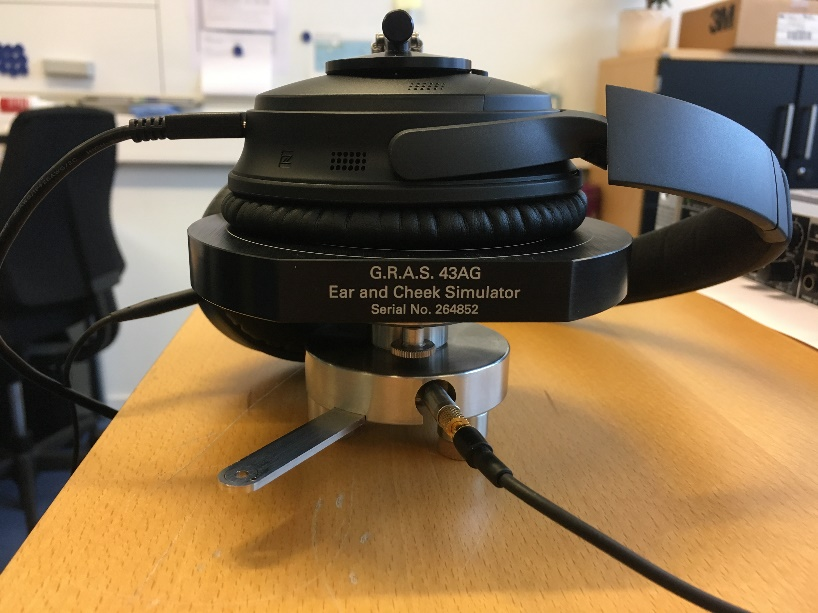 3M
G.R.A.S. 43AG
Ear and Cheek Simulator
Serial No. 264852